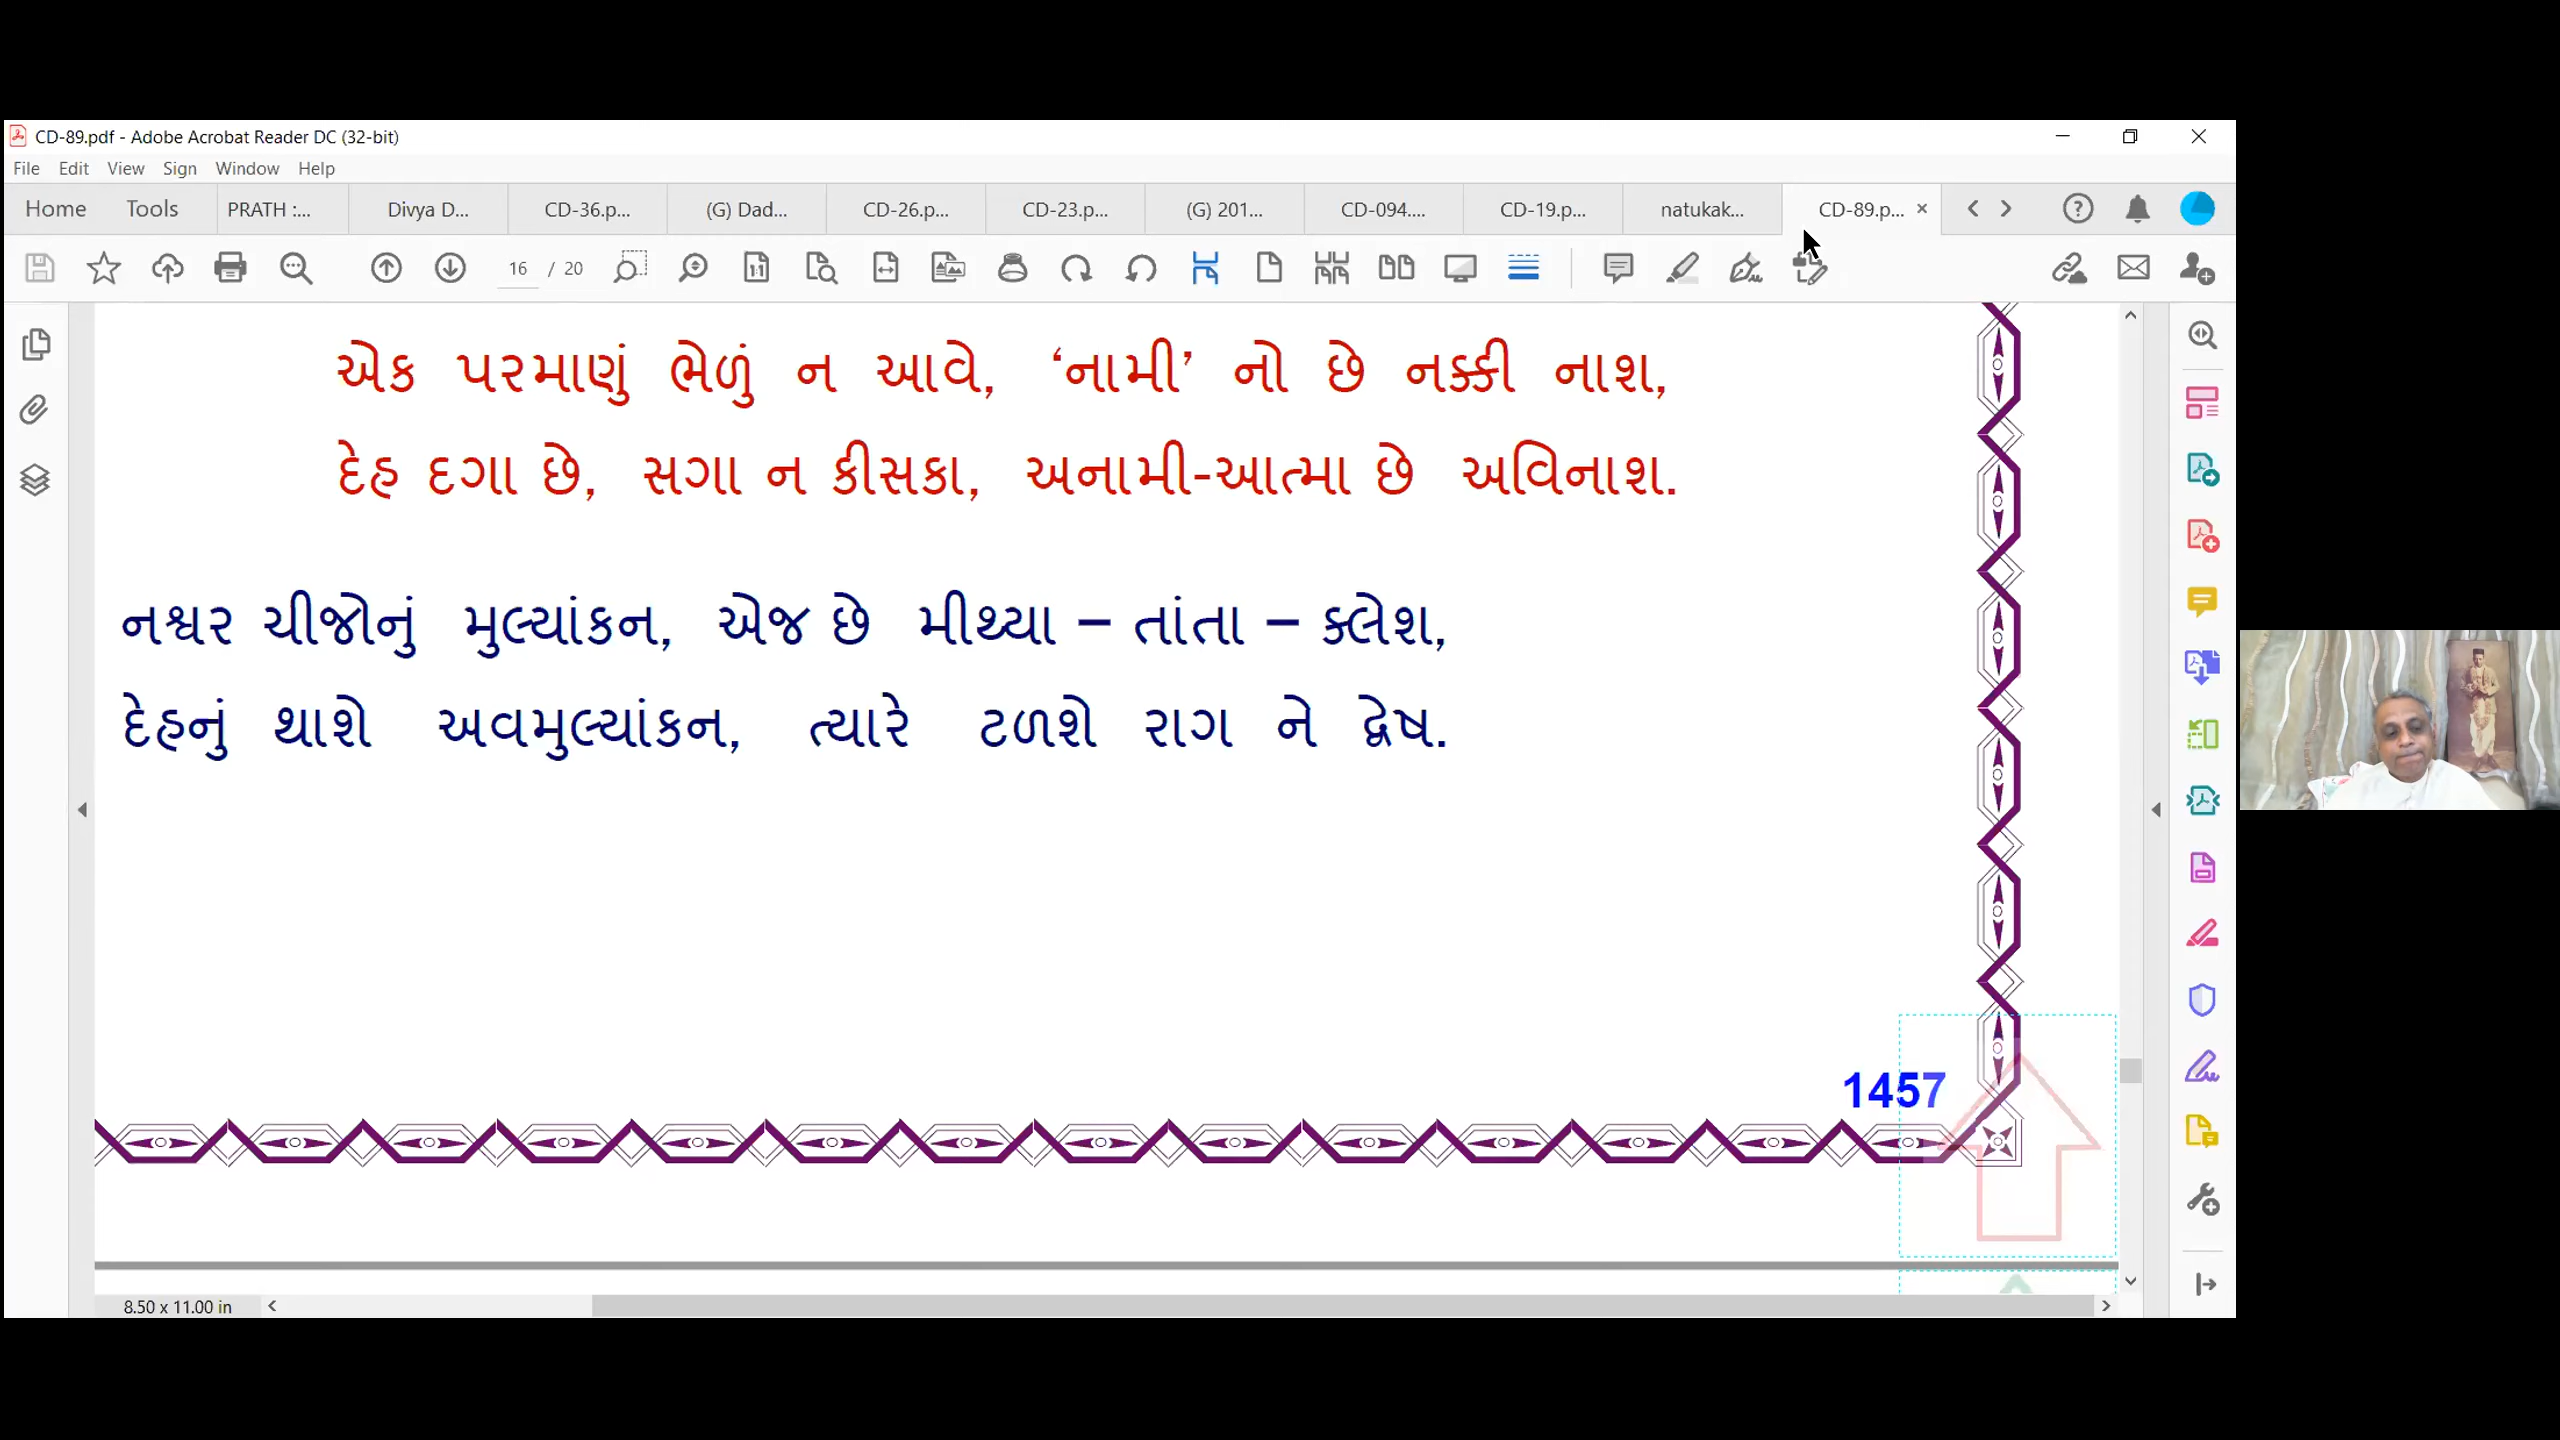 CD-89.pdf - Adobe Acrobat Reader DC (32-bit)
File Edit View Sign Window Help
Home Tools PRATH :... Divya D... CD-36.p... (G) Dad... CD-26.p... CD-23.p... (G) 201... CD-094.... CD-19.p... natukak... CD-89.p...
16 / 20
એક પરમાણું ભેળું ન આવે, ‘નામી’ નો છે નક્કી નાશ,
દેહ દગા છે, સગા ન કીસકા, અનામી-આત્મા છે અવિનાશ.
નશ્વર ચીજોનું મુલ્યાંકન, એજ છે મીથ્યા – તાંતા – ક્લેશ,
દેહનું થાશે અવમુલ્યાંકન, ત્યારે ટળશે રાગ ને દ્વેષ.
1457
8.50 x 11.00 in